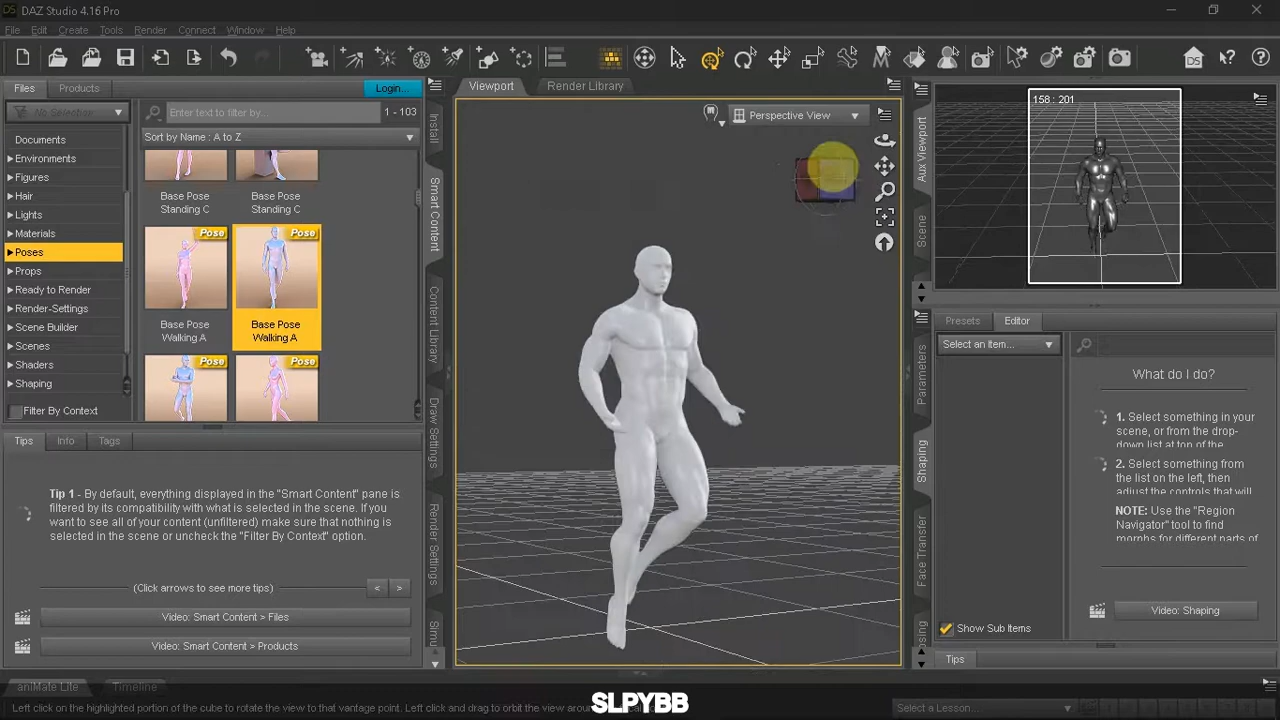 DS DAZ Studio 4.16 Pro
File Edit Create Tools Render Connect Window Help
Files Products Login...
No Selection Enter text to filter by... 1 - 103
Sort by Name : A to Z
Documents
Environments
Figures
Hair
Lights
Materials
Poses
Props
Ready to Render
Render-Settings
Scene Builder
Scenes
Shaders
Shaping
Filter By Context
Base Pose
Standing C
Base Pose
Standing C
Pose
Pose
Base Pose
Walking A
Base Pose
Walking A
Pose
Pose
Tips Info Tags
Tip 1 - By default, everything displayed in the "Smart Content" pane is
filtered by its compatibility with what is selected in the scene. If you
want to see all of your content (unfiltered) make sure that nothing is
selected in the scene or uncheck the "Filter By Context" option.
(Click arrows to see more tips) < >
Video: Smart Content > Files
Video: Smart Content > Products
Install
Smart Content
Content Library
Draw Settings
Render Settings
Simu
Viewport Render Library
Perspective View
Aux Viewport
Scene
158 : 201
Parameters
Shaping
Face Transfer
osing
Presets Editor
Select an Item...
What do I do?
1. Select something in your
scene, or from the drop-
down list at top of the
2. Select something from
the list on the left, then
adjust the controls that will
NOTE: Use the "Region
Navigator" tool to find
morphs for different parts of
Show Sub Items
Video: Shaping
Tips
aniMate Lite Timeline
Left click on the highlighted portion of the cube to rotate the view to that vantage point. Left click and drag to orbit the view around
Select a Lesson...
SLPYBB